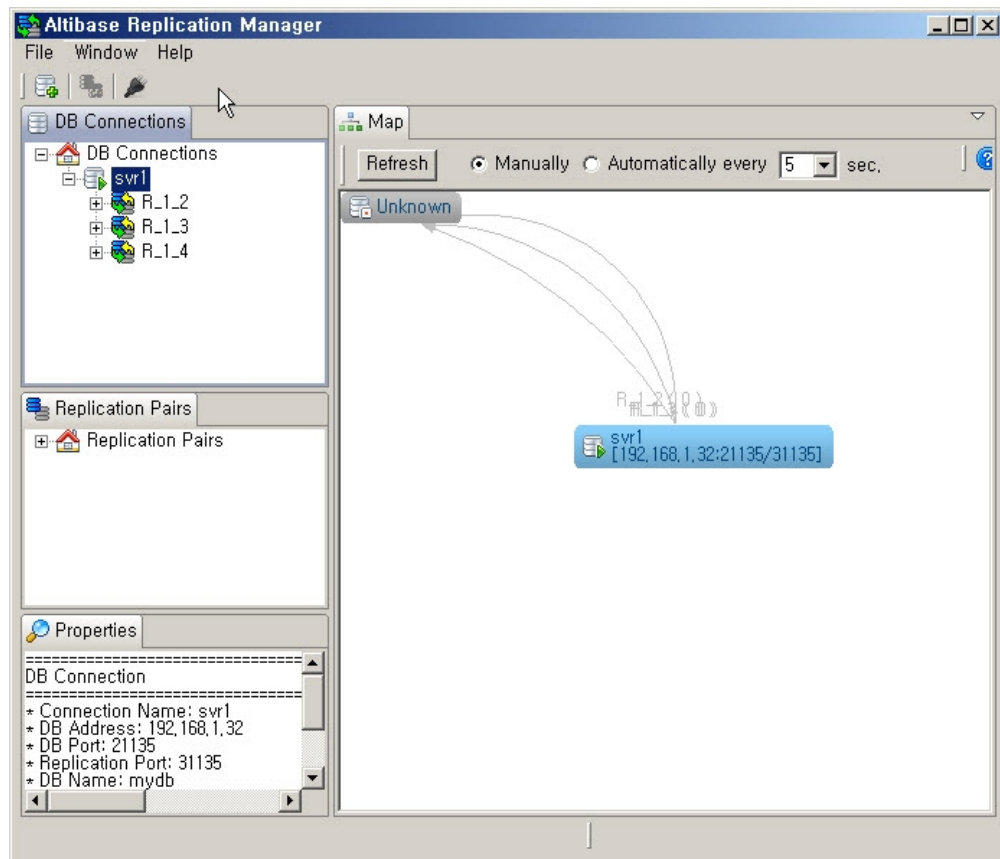 Altibase Replication Manager
File Window Help
DB Connections
DB Connections
svr1
R_1_2
R_1_3
R_1_4
Replication Pairs
Replication Pairs
Properties
==================================
DB Connection
==================================
* Connection Name: svr1
* DB Address: 192,168,1,32
* DB Port: 21135
* Replication Port: 31135
* DB Name: mydb
Map
Refresh Manually Automatically every 5 sec,
Unknown
svr1
[192,168,1,32:21135/31135]